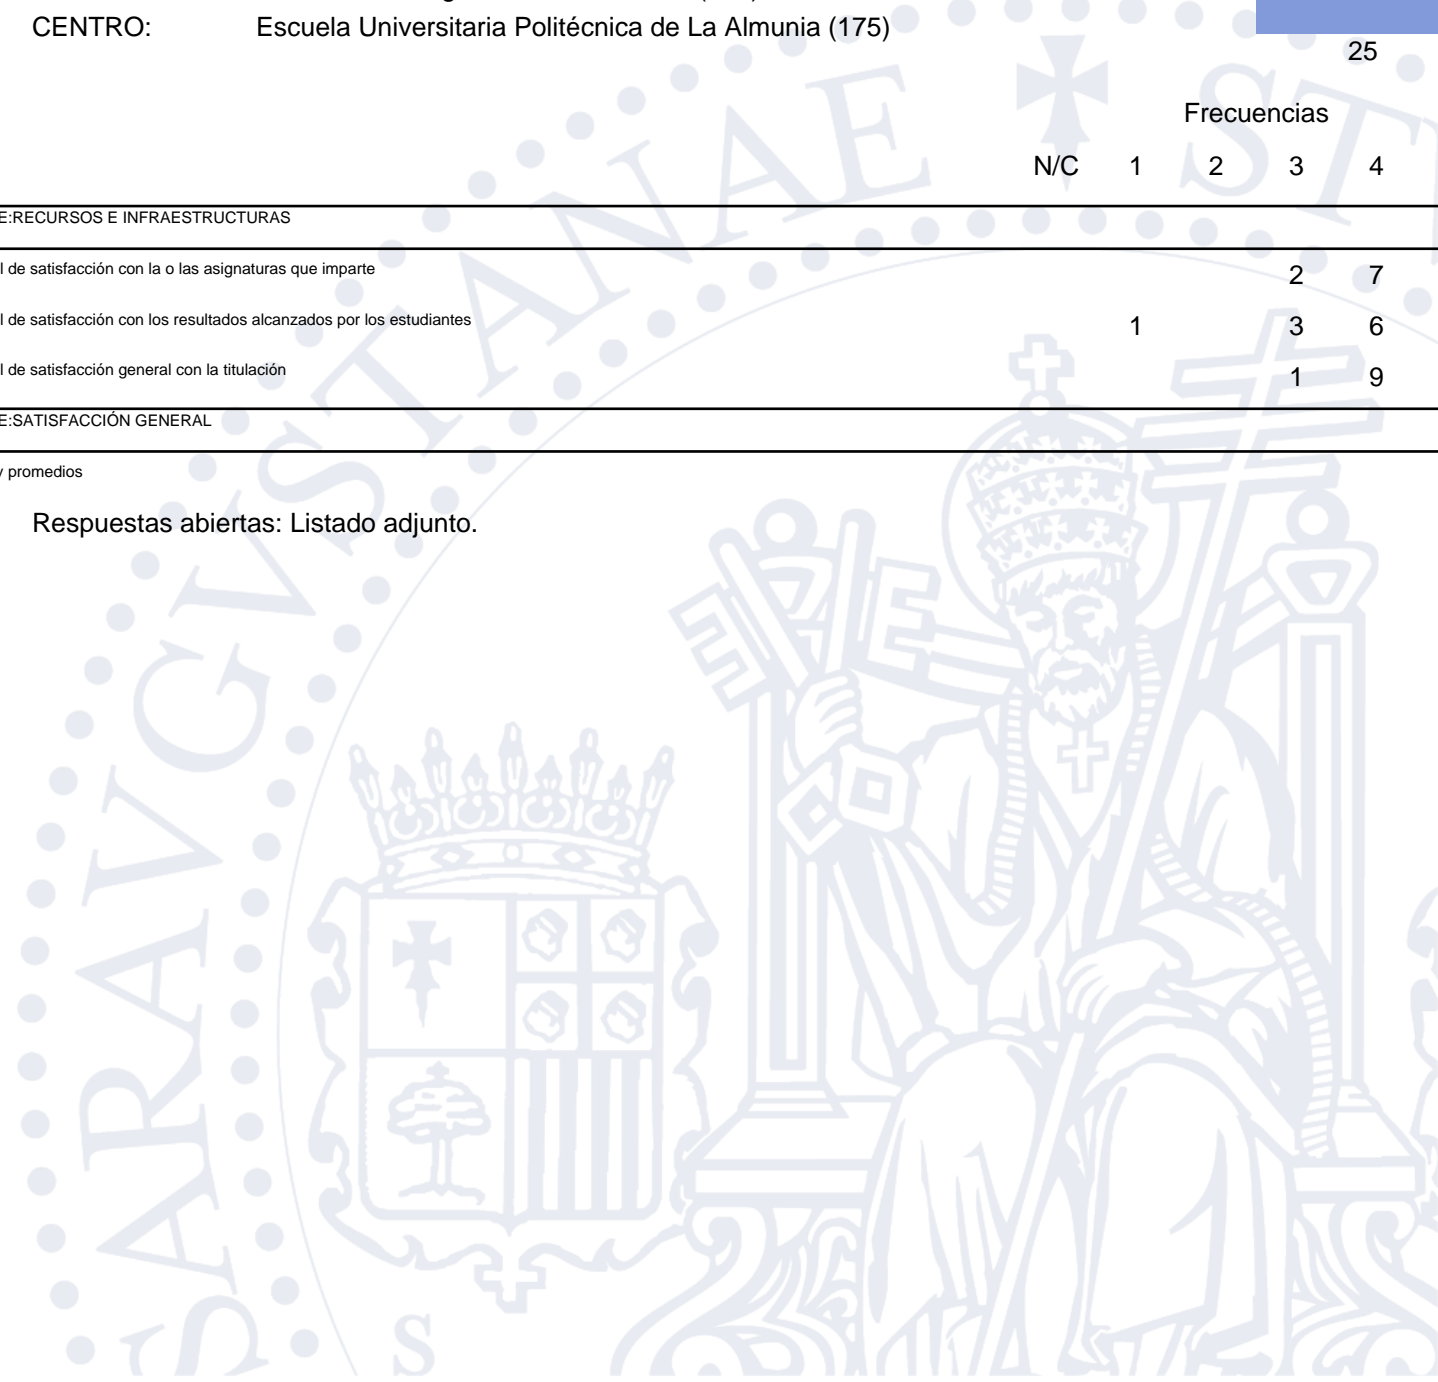 CENTRO: Escuela Universitaria Politécnica de La Almunia (175)
25
Frecuencias
N/C 1 2 3 4
E:RECURSOS E INFRAESTRUCTURAS
l de satisfacción con la o las asignaturas que imparte 2 7
l de satisfacción con los resultados alcanzados por los estudiantes 1 3 6
l de satisfacción general con la titulación 1 9
E:SATISFACCIÓN GENERAL
y promedios
Respuestas abiertas: Listado adjunto.
SARAVGVSTANAE ST
S